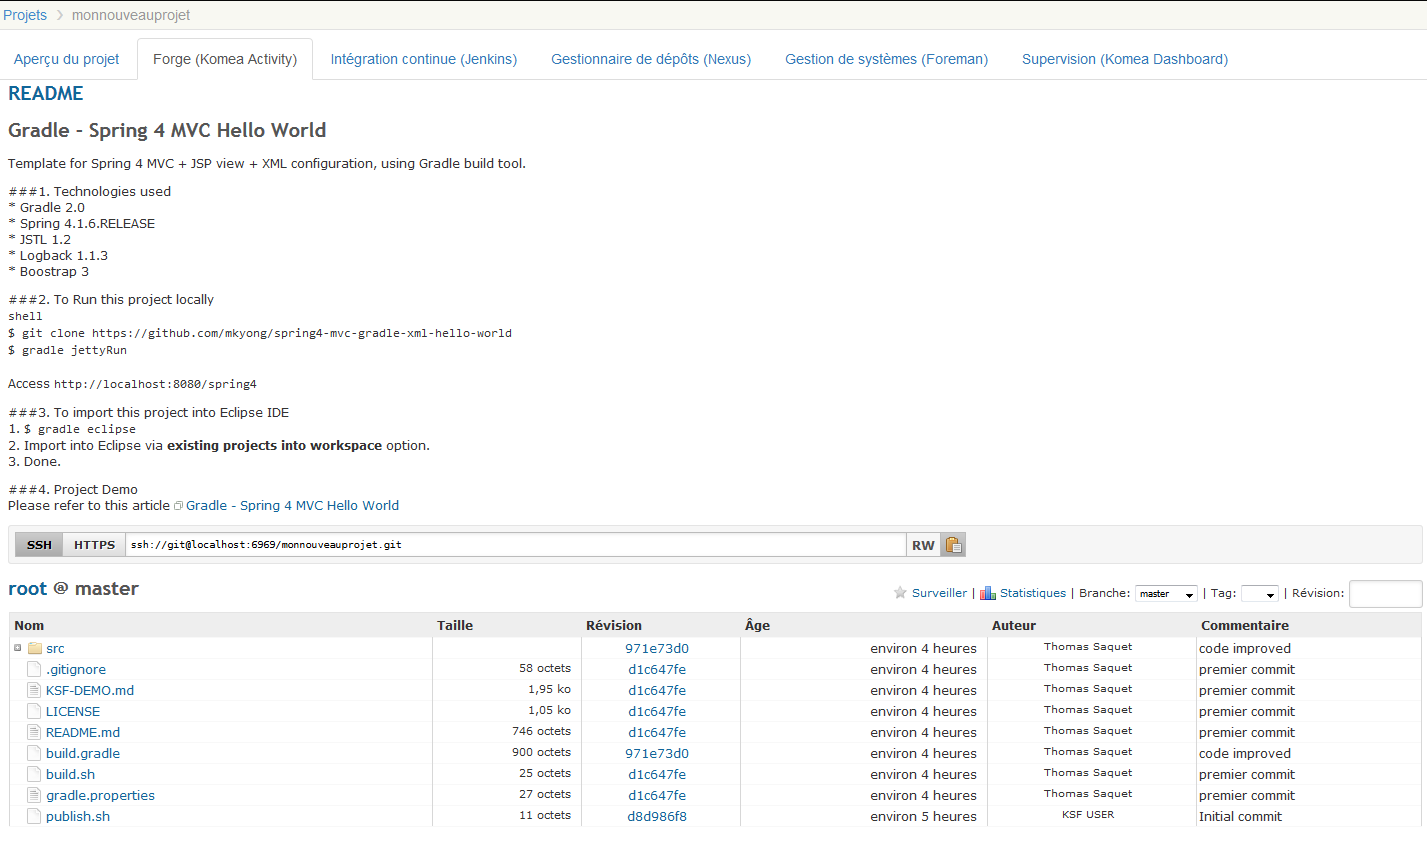 Projets monnouveauprojet
Aperçu du projet Forge (Komea Activity) Intégration continue (Jenkins) Gestionnaire de dépôts (Nexus) Gestion de systèmes (Foreman) Supervision (Komea Dashboard)
README
Gradle - Spring 4 MVC Hello World
Template for Spring 4 MVC + JSP view + XML configuration, using Gradle build tool.
###1. Technologies used
* Gradle 2.0
* Spring 4.1.6.RELEASE
* JSTL 1.2
* Logback 1.1.3
* Boostrap 3
###2. To Run this project locally
shell
$ git clone https://github.com/mkyong/spring4-mvc-gradle-xml-hello-world
$ gradle jettyRun
Access http://localhost:8080/spring4
###3. To import this project into Eclipse IDE
1. $ gradle eclipse
2. Import into Eclipse via existing projects into workspace option.
3. Done.
###4. Project Demo
Please refer to this article Gradle - Spring 4 MVC Hello World
SSH HTTPS ssh://git@localhost:6969/monnouveauprojet.git RW
root @ master Surveiller | Statistiques | Branche: master | Tag: | Révision:
Nom Taille Révision Âge Auteur Commentaire
src 971e73d0 environ 4 heures Thomas Saquet code improved
.gitignore 58 octets d1c647fe environ 4 heures Thomas Saquet premier commit
KSF-DEMO.md 1,95 ko d1c647fe environ 4 heures Thomas Saquet premier commit
LICENSE 1,05 ko d1c647fe environ 4 heures Thomas Saquet premier commit
README.md 746 octets d1c647fe environ 4 heures Thomas Saquet premier commit
build.gradle 900 octets 971e73d0 environ 4 heures Thomas Saquet code improved
build.sh 25 octets d1c647fe environ 4 heures Thomas Saquet premier commit
gradle.properties 27 octets d1c647fe environ 4 heures Thomas Saquet premier commit
publish.sh 11 octets d8d986f8 environ 5 heures KSF USER Initial commit